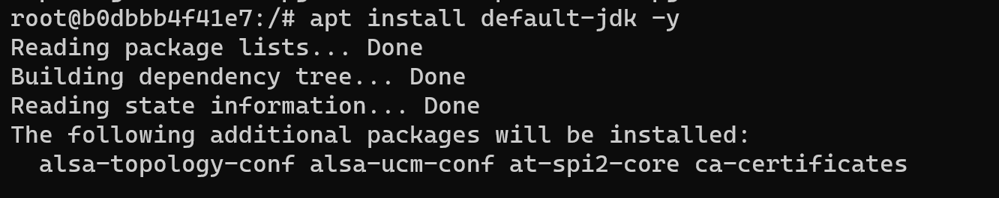 root@b0dbbb4f41e7:/# apt install default-jdk -y
Reading package lists... Done
Building dependency tree... Done
Reading state information... Done
The following additional packages will be installed:
  alsa-topology-conf alsa-ucm-conf at-spi2-core ca-certificates